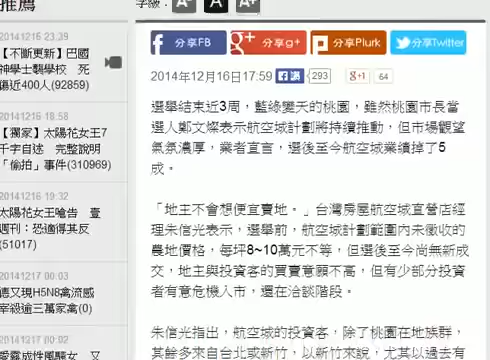 推薦
字級：
A
A
A
20141216 23:39
【不斷更新】巴國
神學士襲學校　死
傷近400人(92859)
20141216 18:58
【獨家】太陽花女王7
千字自述　完整說明
「偷拍」事件(310969)
20141216 19:32
太陽花女王嗆告　壹
週刊：恐適得其反
(51017)
20141217 00:03
德又現H5N8禽流感
宰殺逾三萬家禽(0)
20141217 00:02
分享FB
分享g+
分享Plurk
分享Twitter
2014年12月16日17:59
讚
293
+1
64
選舉結束近3周，藍綠變天的桃園，雖然桃園市長當
選人鄭文燦表示航空城計劃將持續推動，但市場觀望
氣氛濃厚，業者直言，選後至今航空城業績掉了5
成。
「地主不會想便宜賣地。」台灣房屋航空城直營店經
理朱信光表示，選舉前，航空城計劃範圍內未徵收的
農地價格，每坪8~10萬元不等，但選後至今尚無新成
交，地主與投資客的買賣意願不高，但有少部分投資
者有意危機入市，還在洽談階段。
朱信光指出，航空城的投資客，除了桃園在地族群，
其餘多來自台北或新竹，以新竹來說，尤其以過去有